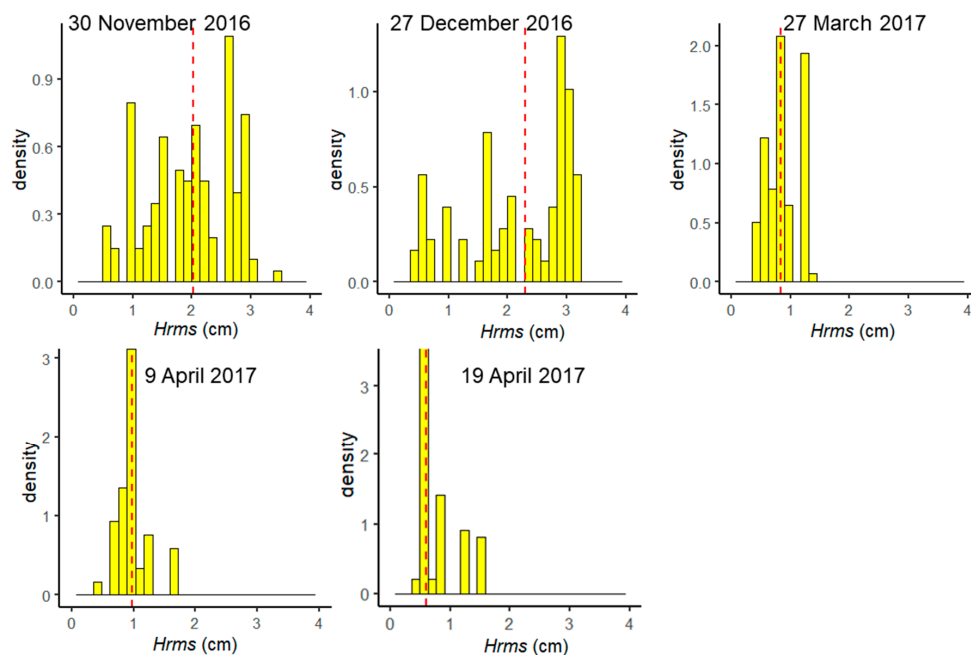 30 November 2016
density
0.9
0.6
0.3
0.0
0 1 2 3 4
Hrms (cm)
27 December 2016
density
1.0
0.5
0.0
0 1 2 3 4
Hrms (cm)
27 March 2017
density
2.0
1.5
1.0
0.5
0.0
0 1 2 3 4
Hrms (cm)
9 April 2017
density
3
2
1
0
0 1 2 3 4
Hrms (cm)
19 April 2017
density
3
2
1
0
0 1 2 3 4
Hrms (cm)